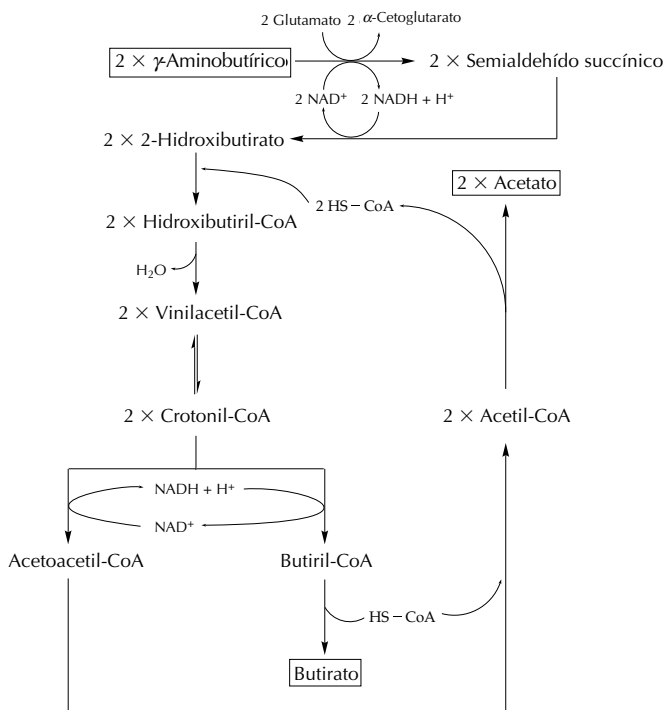 2 Glutamato 2 α-Cetoglutarato
2 × γ-Aminobutírico
2 × Semialdehído succínico
2 NAD⁺ 2 NADH + H⁺
2 × 2-Hidroxibutirato
2 × Acetato
2 HS – CoA
2 × Hidroxibutiril-CoA
H₂O
2 × Vinilacetil-CoA
2 × Crotonil-CoA
2 × Acetil-CoA
NADH + H⁺
NAD⁺
Acetoacetil-CoA
Butiril-CoA
HS – CoA
Butirato